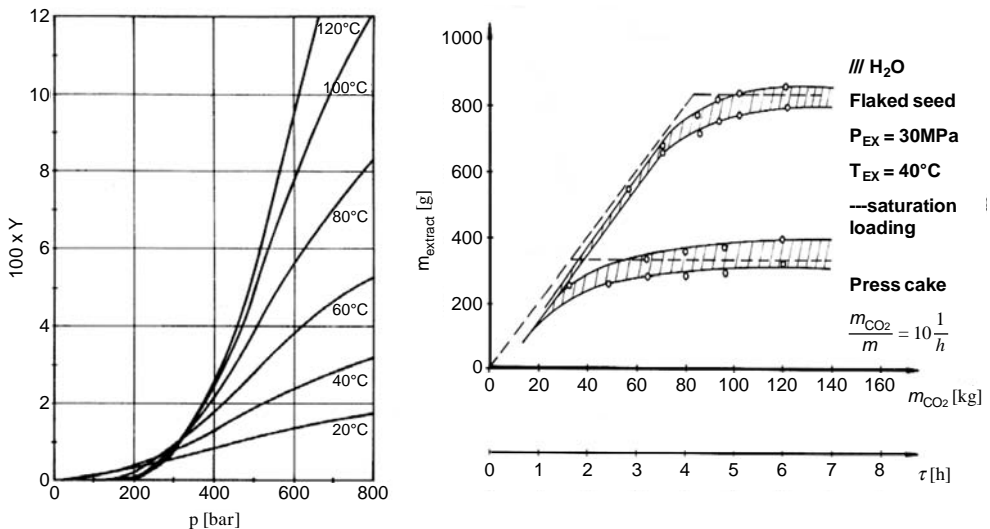 12
10
8
6
4
2
0
100 x Y
120°C
100°C
80°C
60°C
40°C
20°C
0 200 400 600 800
p [bar]
1000
800
600
400
200
0
m_extract [g]
/// H₂O
Flaked seed
P_EX = 30MPa
T_EX = 40°C
---saturation
loading
Press cake
m_CO₂ / m = 10 1/h
0 20 40 60 80 100 120 140 160
m_CO₂ [kg]
0 1 2 3 4 5 6 7 8
τ [h]